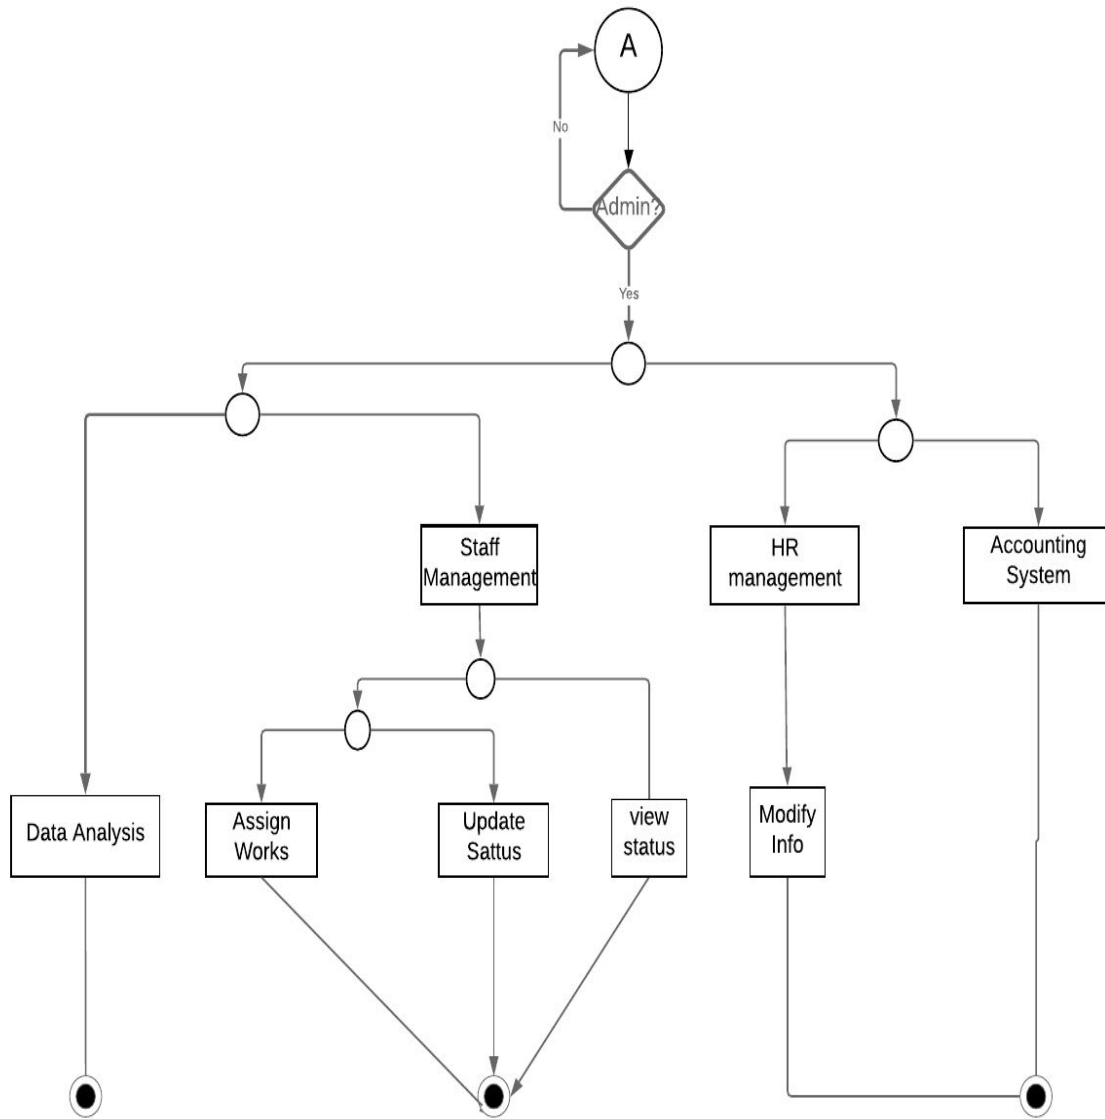 A
No
Admin?
Yes
Staff
Management
HR
management
Accounting
System
Data Analysis
Assign
Works
Update
Sattus
view
status
Modify
Info